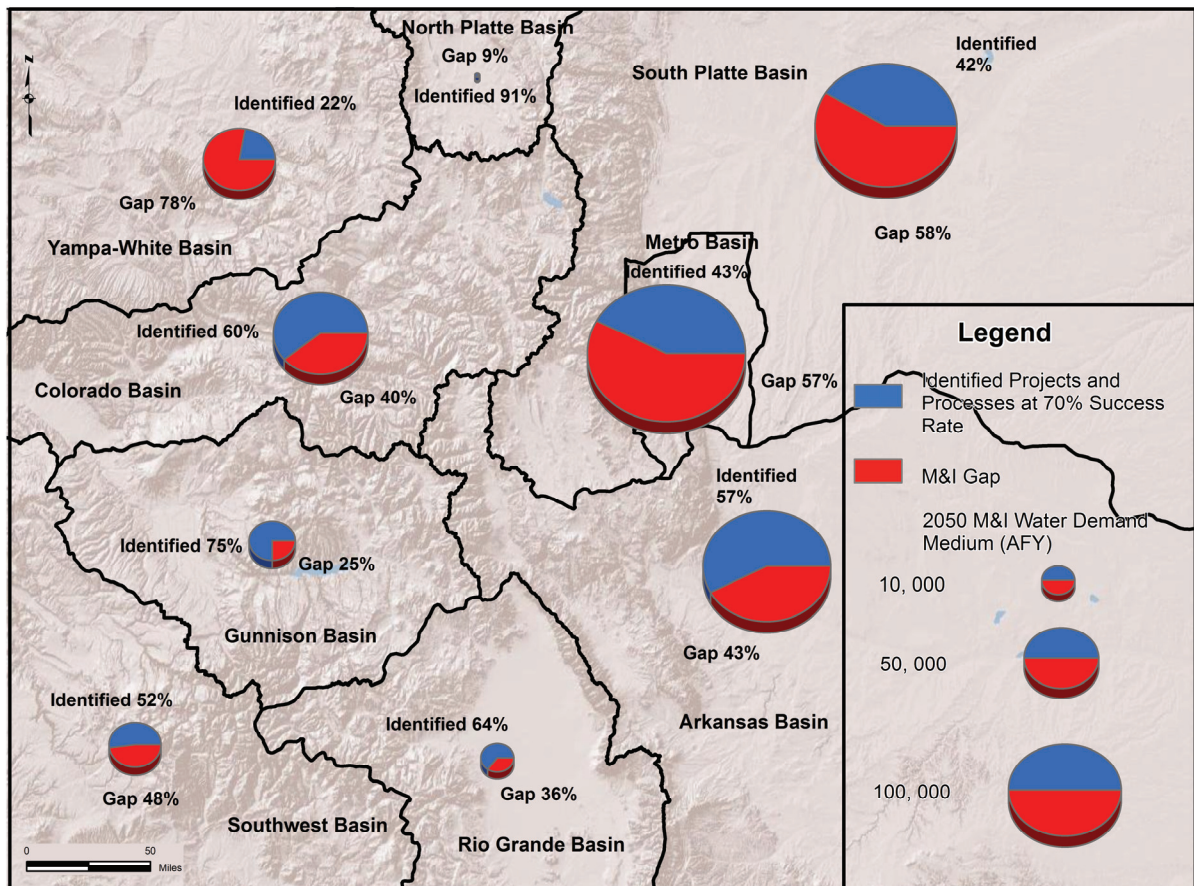 North Platte Basin
Gap 9%
Identified 91%
South Platte Basin
Identified
42%
Gap 58%
z
Identified 22%
Gap 78%
Yampa-White Basin
Metro Basin
Identified 43%
Gap 57%
Identified 60%
Colorado Basin
Gap 40%
Identified
57%
Gap 43%
Arkansas Basin
Identified 75%
Gap 25%
Gunnison Basin
Identified 52%
Gap 48%
Southwest Basin
Identified 64%
Gap 36%
Rio Grande Basin
0
50
Miles
Legend
Identified Projects and
Processes at 70% Success
Rate
M&I Gap
2050 M&I Water Demand
Medium (AFY)
10, 000
50, 000
100, 000